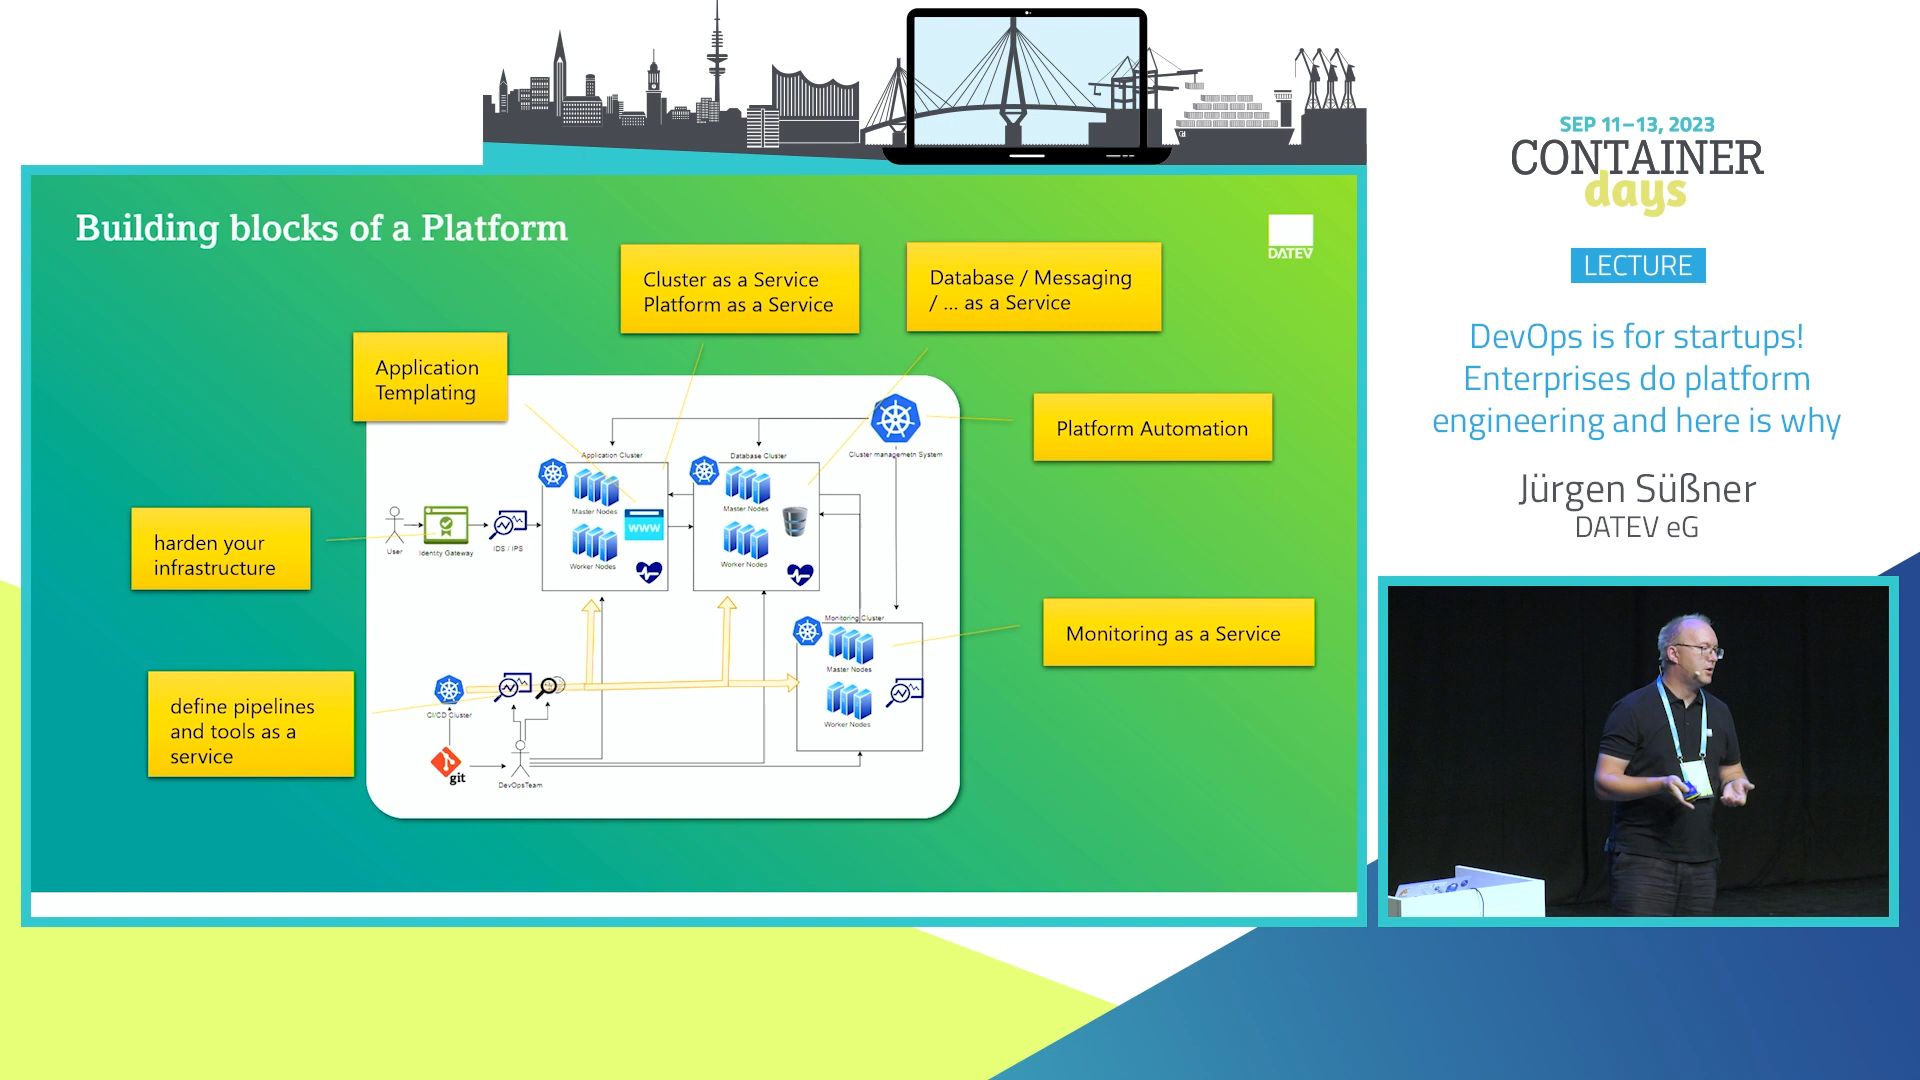 SEP 11–13, 2023
CONTAINER
days
LECTURE
DevOps is for startups!
Enterprises do platform
engineering and here is why
Jürgen Süßner
DATEV eG
Building blocks of a Platform
DATEV
Cluster as a Service
Platform as a Service
Database / Messaging
/ ... as a Service
Application
Templating
Platform Automation
harden your
infrastructure
Monitoring as a Service
define pipelines
and tools as a
service
Application Cluster
Database Cluster
Cluster managemetn System
Master Nodes
Master Nodes
www
User
Identity Gateway
IDS / IPS
Worker Nodes
Worker Nodes
Monitoring Cluster
Master Nodes
Worker Nodes
CI/CD Cluster
git
DevOpsTeam